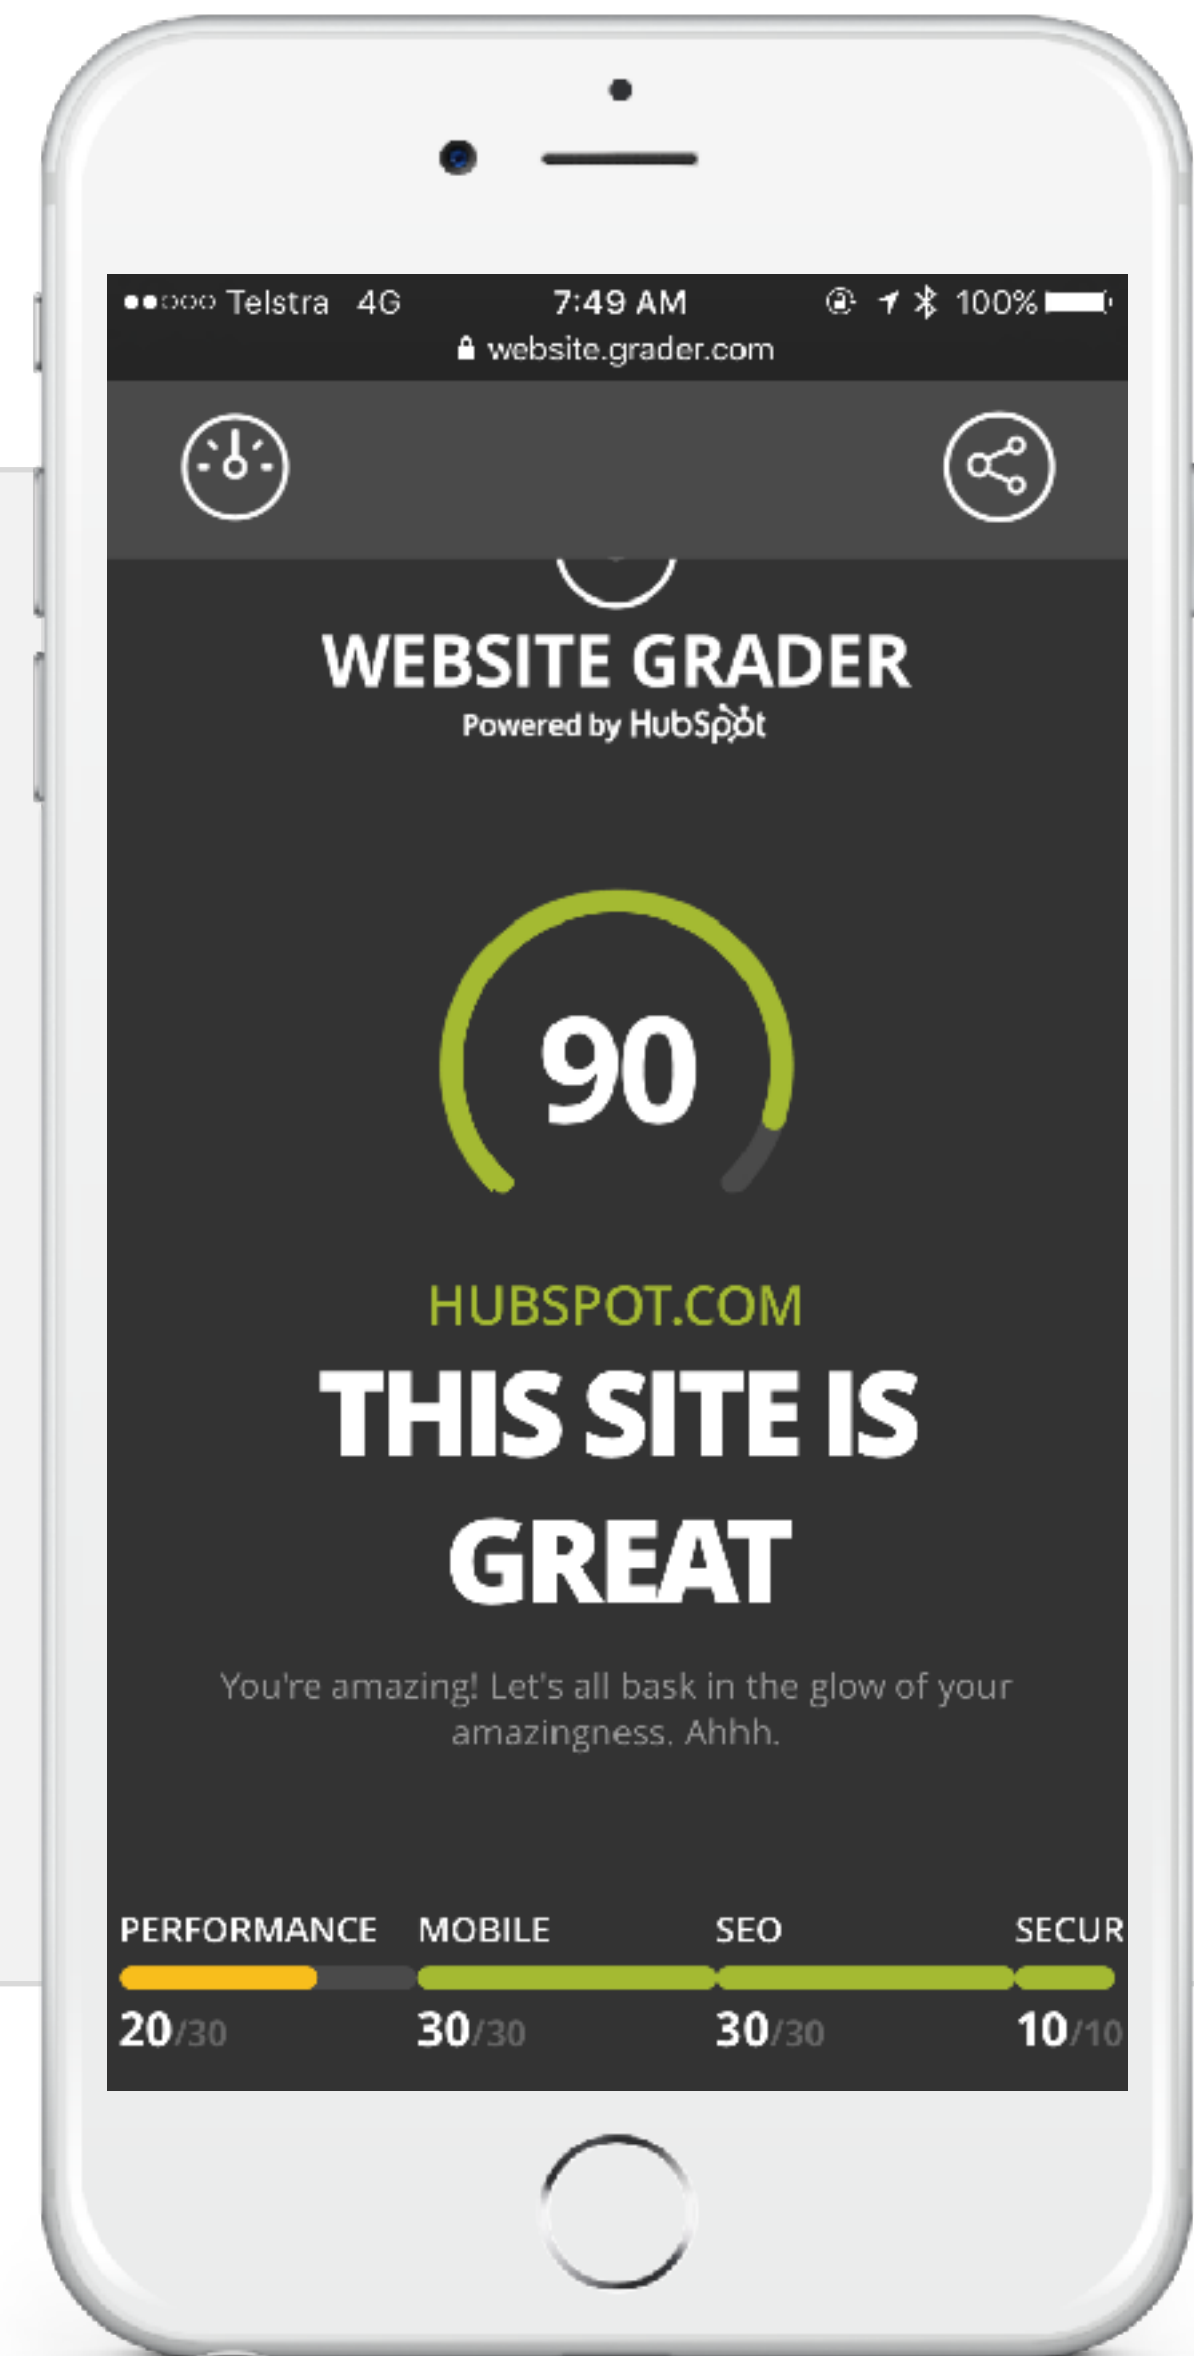 Telstra 4G 7:49 AM 100%
website.grader.com
WEBSITE GRADER
Powered by HubSpot
90
HUBSPOT.COM
THIS SITE IS
GREAT
You're amazing! Let's all bask in the glow of your
amazingness. Ahhh.
PERFORMANCE MOBILE SEO SECUR
20/30 30/30 30/30 10/10